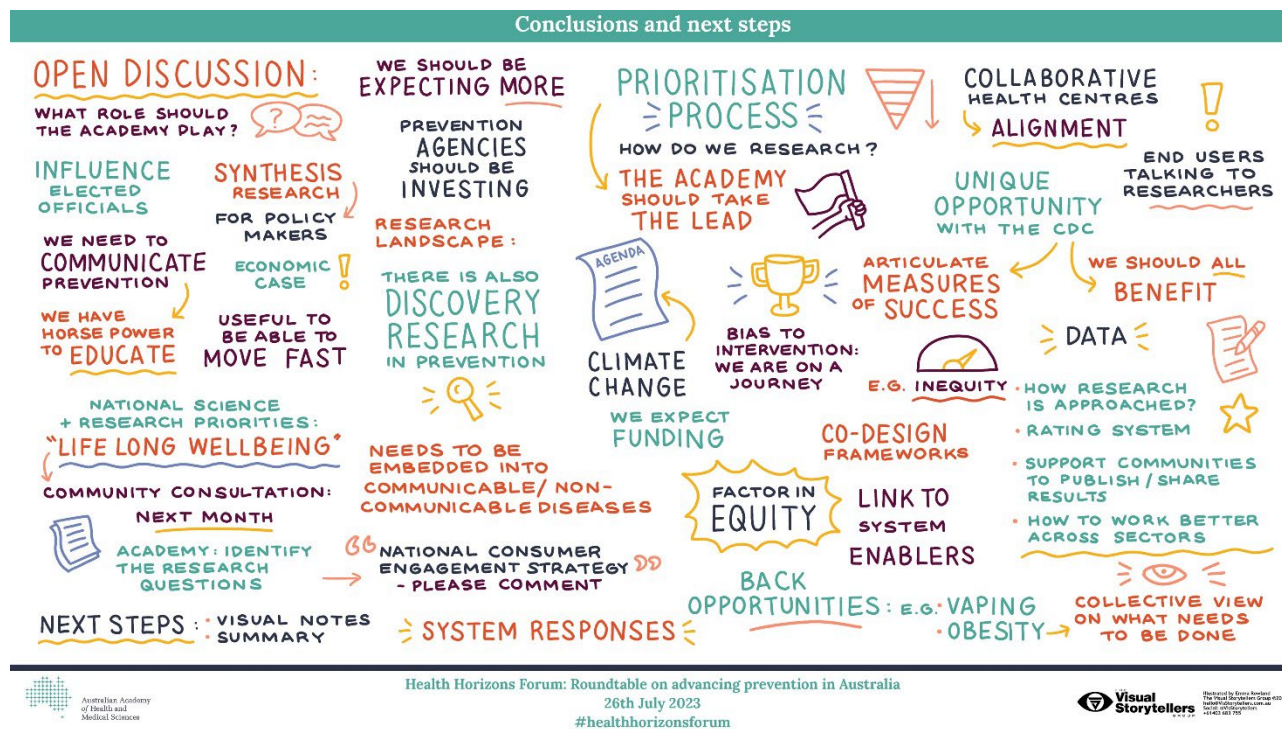 Conclusions and next steps
OPEN DISCUSSION:
WHAT ROLE SHOULD
THE ACADEMY PLAY?
?
INFLUENCE
ELECTED
OFFICIALS
SYNTHESIS
RESEARCH
FOR POLICY
MAKERS
WE NEED TO
COMMUNICATE
PREVENTION
ECONOMIC
CASE
!
WE HAVE
HORSE POWER
TO EDUCATE
USEFUL TO
BE ABLE TO
MOVE FAST
NATIONAL SCIENCE
+ RESEARCH PRIORITIES:
"LIFE LONG WELLBEING"
COMMUNITY CONSULTATION:
NEXT MONTH
ACADEMY: IDENTIFY
THE RESEARCH
QUESTIONS
NEXT STEPS:
• VISUAL NOTES
• SUMMARY
WE SHOULD BE
EXPECTING MORE
PREVENTION
AGENCIES
SHOULD BE
INVESTING
RESEARCH
LANDSCAPE:
THERE IS ALSO
DISCOVERY
RESEARCH
IN PREVENTION
NEEDS TO BE
EMBEDDED INTO
COMMUNICABLE/NON-
COMMUNICABLE DISEASES
"NATIONAL CONSUMER
ENGAGEMENT STRATEGY"
- PLEASE COMMENT
SYSTEM RESPONSES
PRIORITISATION
PROCESS
HOW DO WE RESEARCH?
THE ACADEMY
SHOULD TAKE
THE LEAD
AGENDA
CLIMATE
CHANGE
WE EXPECT
FUNDING
BIAS TO
INTERVENTION:
WE ARE ON A
JOURNEY
FACTOR IN
EQUITY
BACK
OPPORTUNITIES: E.G.
• VAPING
• OBESITY
COLLECTIVE VIEW
ON WHAT NEEDS
TO BE DONE
COLLABORATIVE
HEALTH CENTRES
ALIGNMENT
!
END USERS
TALKING TO
RESEARCHERS
UNIQUE
OPPORTUNITY
WITH THE CDC
ARTICULATE
MEASURES
OF SUCCESS
E.G. INEQUITY
WE SHOULD ALL
BENEFIT
CO-DESIGN
FRAMEWORKS
LINK TO
SYSTEM
ENABLERS
DATA
• HOW RESEARCH
IS APPROACHED?
• RATING SYSTEM
• SUPPORT COMMUNITIES
TO PUBLISH/SHARE
RESULTS
• HOW TO WORK BETTER
ACROSS SECTORS
Australian Academy
of Health and
Medical Sciences
Health Horizons Forum: Roundtable on advancing prevention in Australia
26th July 2023
#healthhorizonsforum
THE
Visual
Storytellers
GROUP
Illustrated by Emma
The Visual Storytellers Group